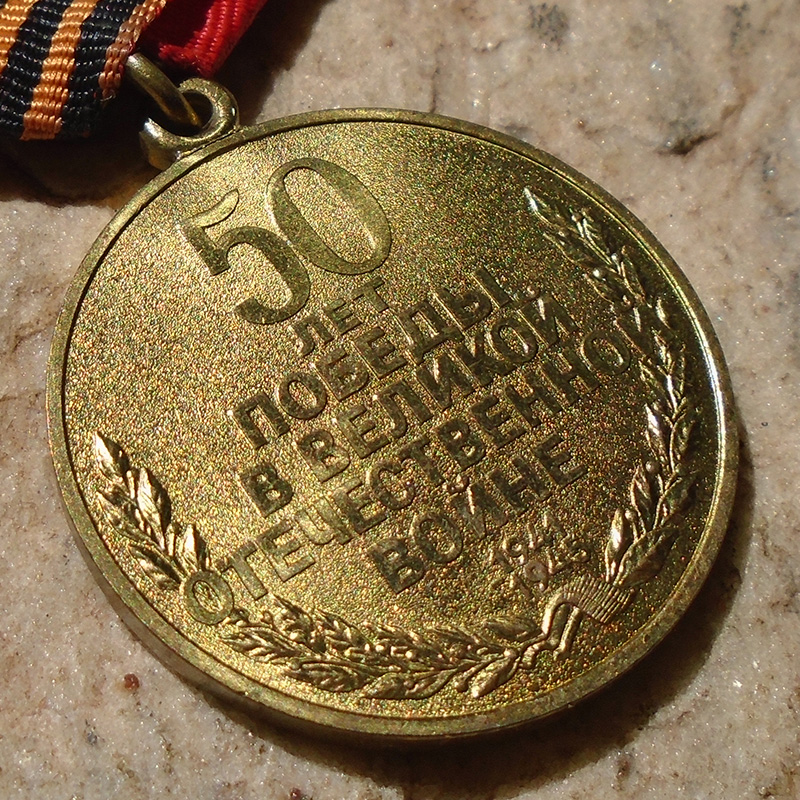 50
ЛЕТ
ПОБЕДЫ
В ВЕЛИКОЙ
ОТЕЧЕСТВЕННОЙ
ВОЙНЕ
1941
1945